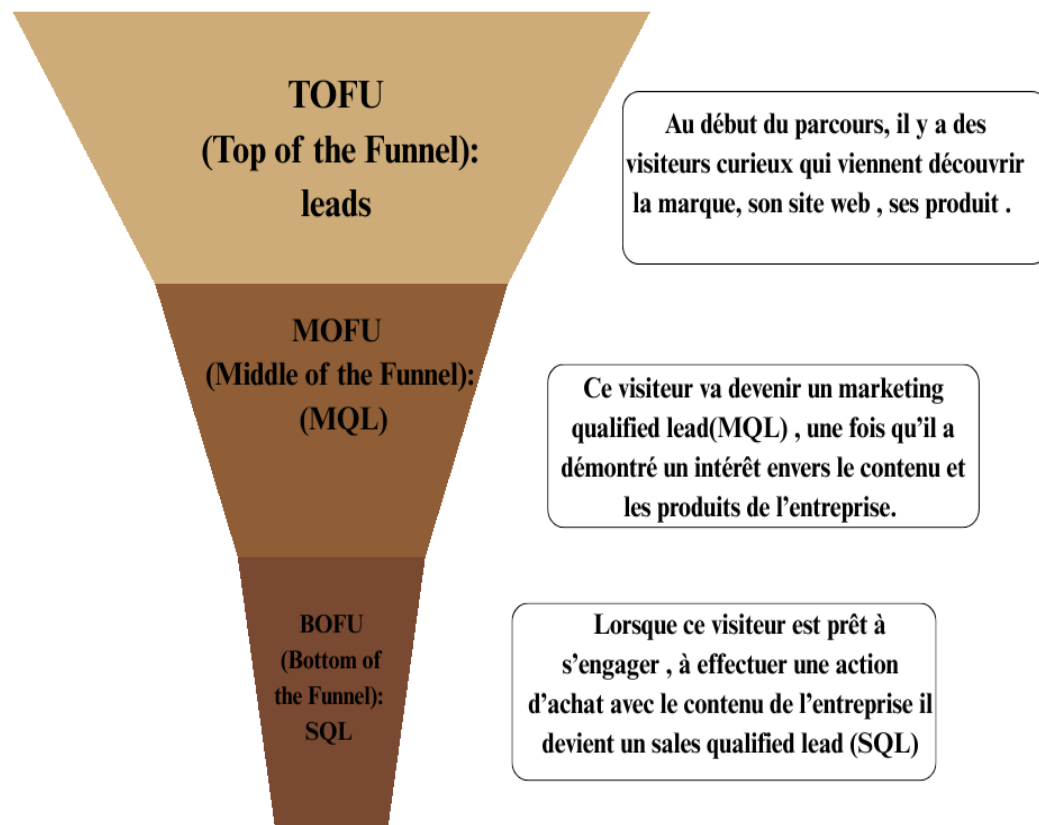 TOFU
(Top of the Funnel):
leads
Au début du parcours, il y a des
visiteurs curieux qui viennent découvrir
la marque, son site web , ses produit .
MOFU
(Middle of the Funnel):
(MQL)
Ce visiteur va devenir un marketing
qualified lead(MQL) , une fois qu’il a
démontré un intérêt envers le contenu et
les produits de l’entreprise.
BOFU
(Bottom of
the Funnel):
SQL
Lorsque ce visiteur est prêt à
s’engager , à effectuer une action
d’achat avec le contenu de l’entreprise il
devient un sales qualified lead (SQL)